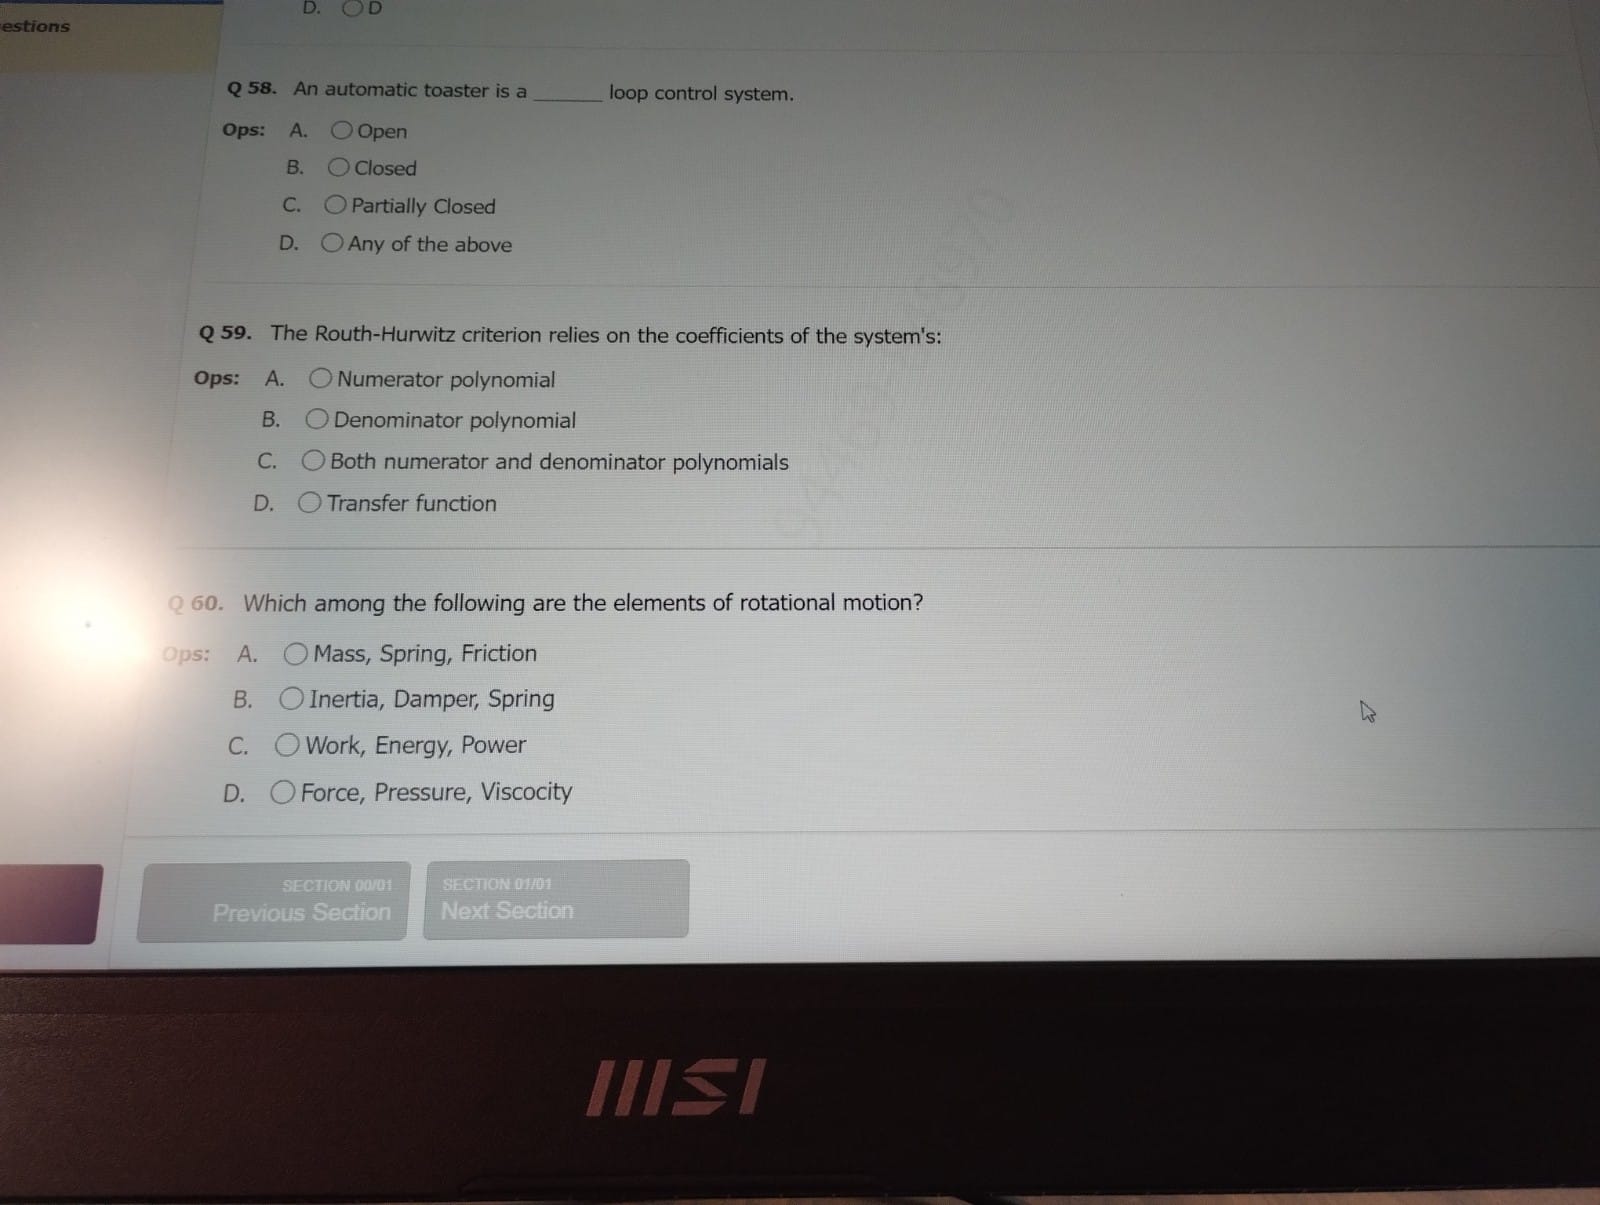 estions
D. D
Q 58. An automatic toaster is a ______ loop control system.
Ops: A. Open
B. Closed
C. Partially Closed
D. Any of the above
Q 59. The Routh-Hurwitz criterion relies on the coefficients of the system's:
Ops: A. Numerator polynomial
B. Denominator polynomial
C. Both numerator and denominator polynomials
D. Transfer function
Q 60. Which among the following are the elements of rotational motion?
Ops: A. Mass, Spring, Friction
B. Inertia, Damper, Spring
C. Work, Energy, Power
D. Force, Pressure, Viscocity
SECTION 00/01
Previous Section
SECTION 01/01
Next Section
msi